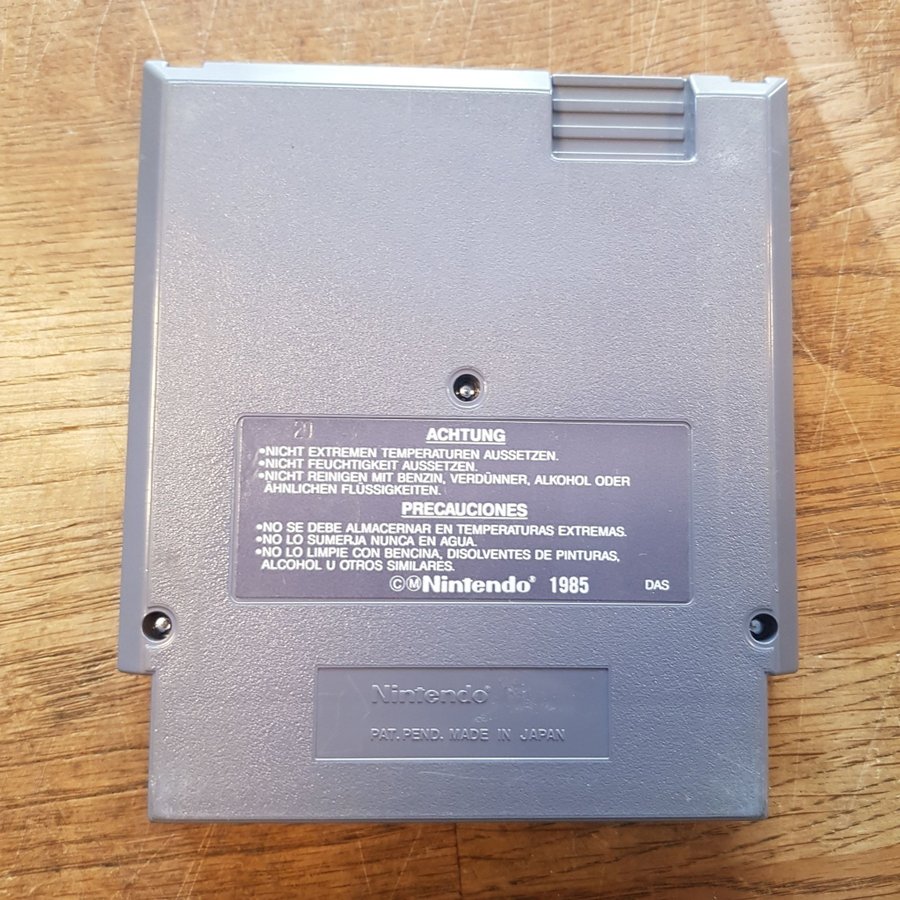 20
ACHTUNG
•NICHT EXTREMEN TEMPERATUREN AUSSETZEN.
•NICHT FEUCHTIGKEIT AUSSETZEN.
•NICHT REINIGEN MIT BENZIN, VERDÜNNER, ALKOHOL ODER
ÄHNLICHEN FLÜSSIGKEITEN.
PRECAUCIONES
•NO SE DEBE ALMACERNAR EN TEMPERATURAS EXTREMAS.
•NO LO SUMERJA NUNCA EN AGUA.
•NO LO LIMPIE CON BENCINA, DISOLVENTES DE PINTURAS,
ALCOHOL U OTROS SIMILARES.
©Ⓜ Nintendo® 1985 DAS
Nintendo®
PAT. PEND. MADE IN JAPAN